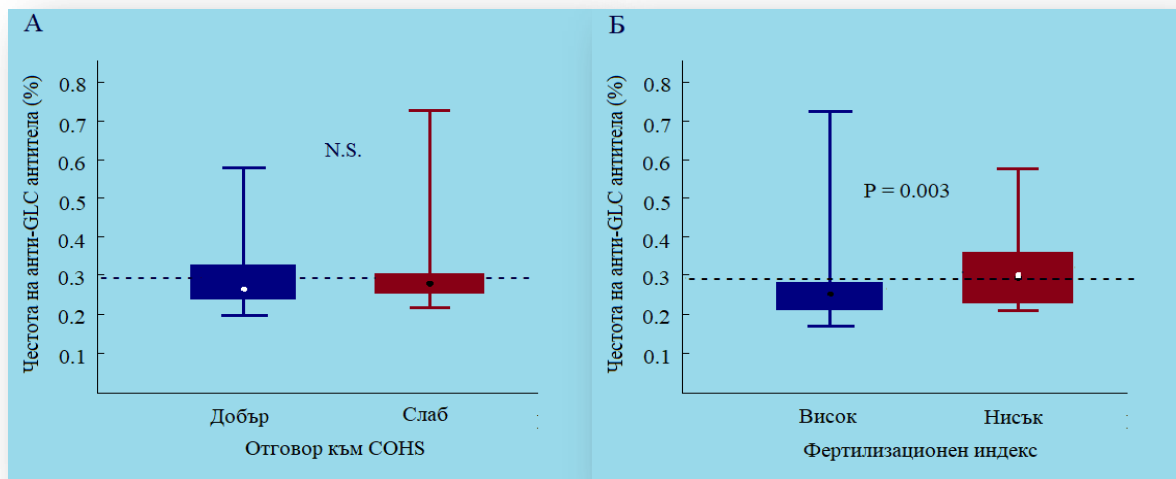 А
Честота на анти-GLC антитела (%)
0.8
0.7
0.6
0.5
0.4
0.3
0.2
0.1
N.S.
Добър
Слаб
Отговор към COHS
Б
Честота на анти-GLC антитела (%)
0.8
0.7
0.6
0.5
0.4
0.3
0.2
0.1
P = 0.003
Висок
Нисък
Фертилизационен индекс